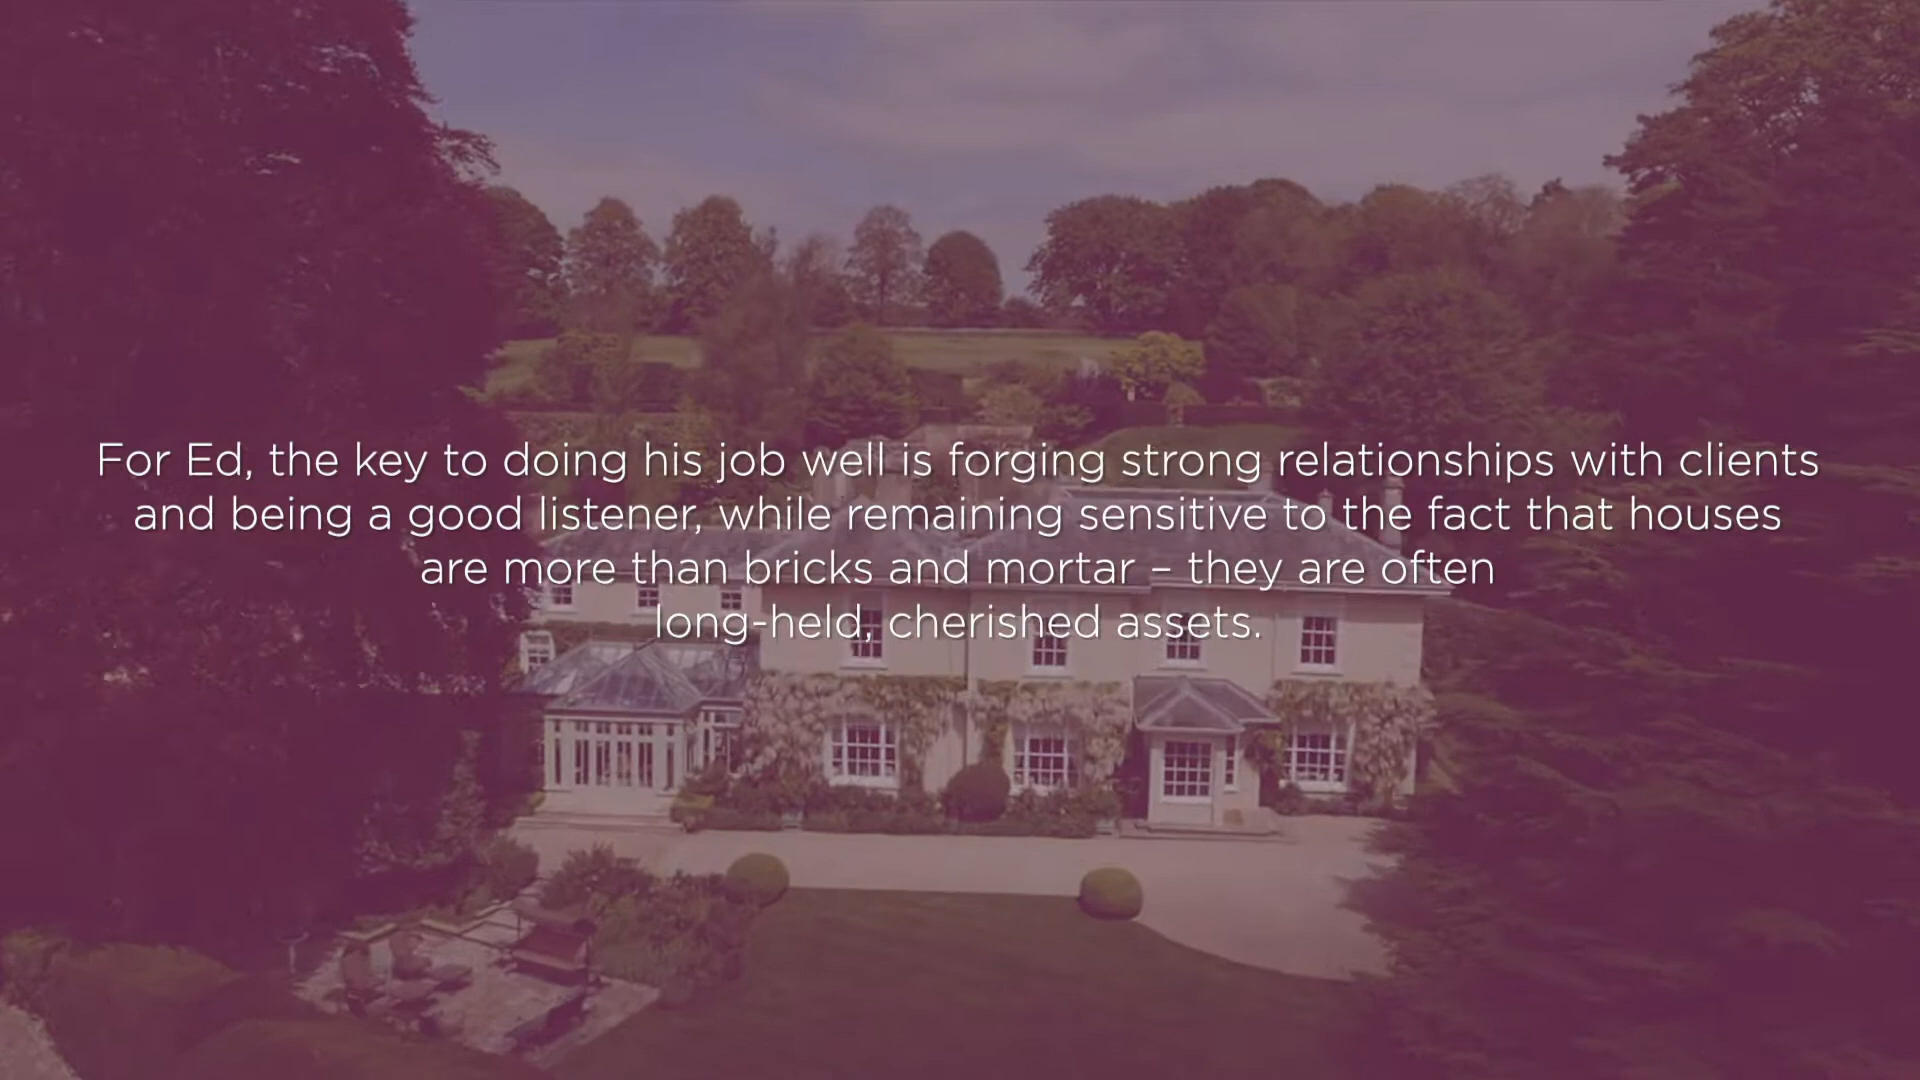 For Ed, the key to doing his job well is forging strong relationships with clients
and being a good listener, while remaining sensitive to the fact that houses
are more than bricks and mortar – they are often
long-held, cherished assets.